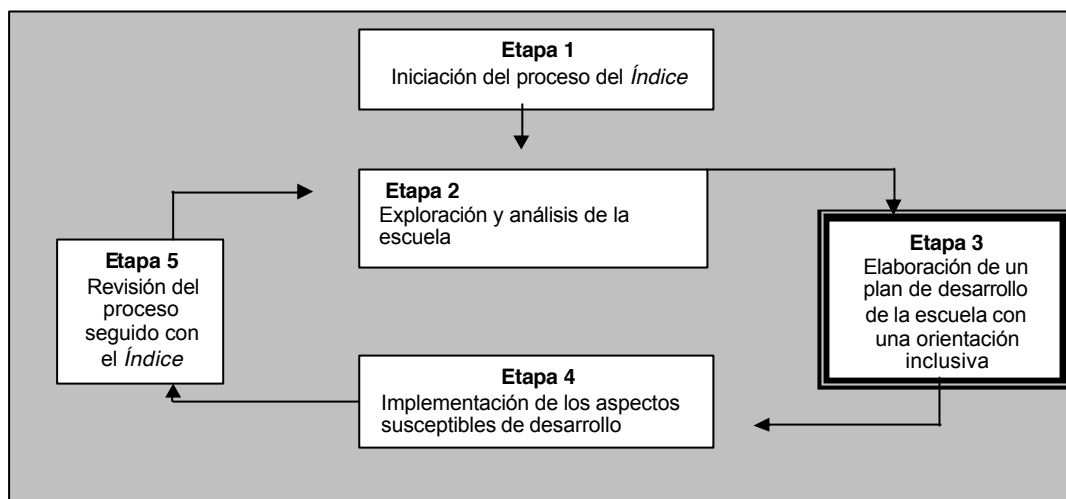 Etapa 1
Iniciación del proceso del Índice
Etapa 2
Exploración y análisis de la
escuela
Etapa 3
Elaboración de un
plan de desarrollo
de la escuela con
una orientación
inclusiva
Etapa 4
Implementación de los aspectos
susceptibles de desarrollo
Etapa 5
Revisión del
proceso
seguido con
el Índice